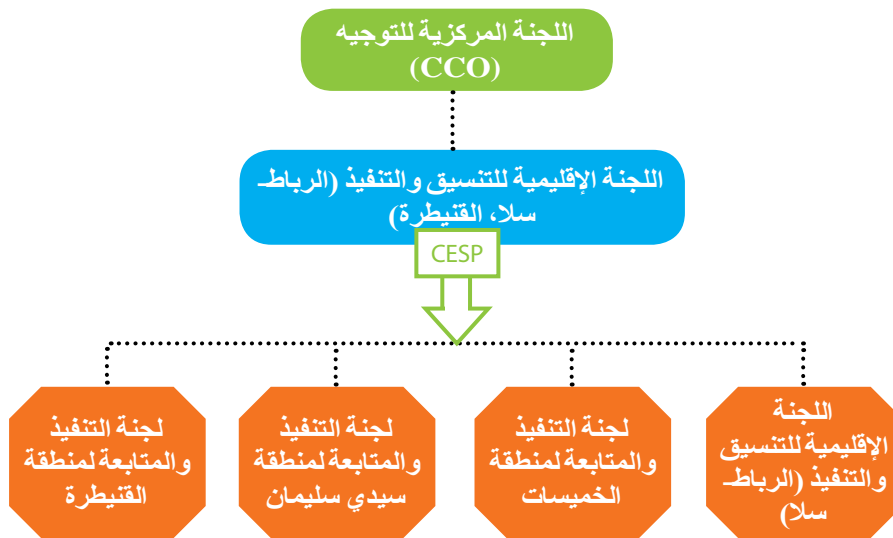 اللجنة المركزية للتوجيه
(CCO)
اللجنة الإقليمية للتنسيق والتنفيذ (الرباط-
سلا، القنيطرة)
CESP
اللجنة
الإقليمية للتنسيق
والتنفيذ (الرباط-
سلا)
لجنة التنفيذ
والمتابعة لمنطقة
الخميسات
لجنة التنفيذ
والمتابعة لمنطقة
سيدي سليمان
لجنة التنفيذ
والمتابعة لمنطقة
القنيطرة